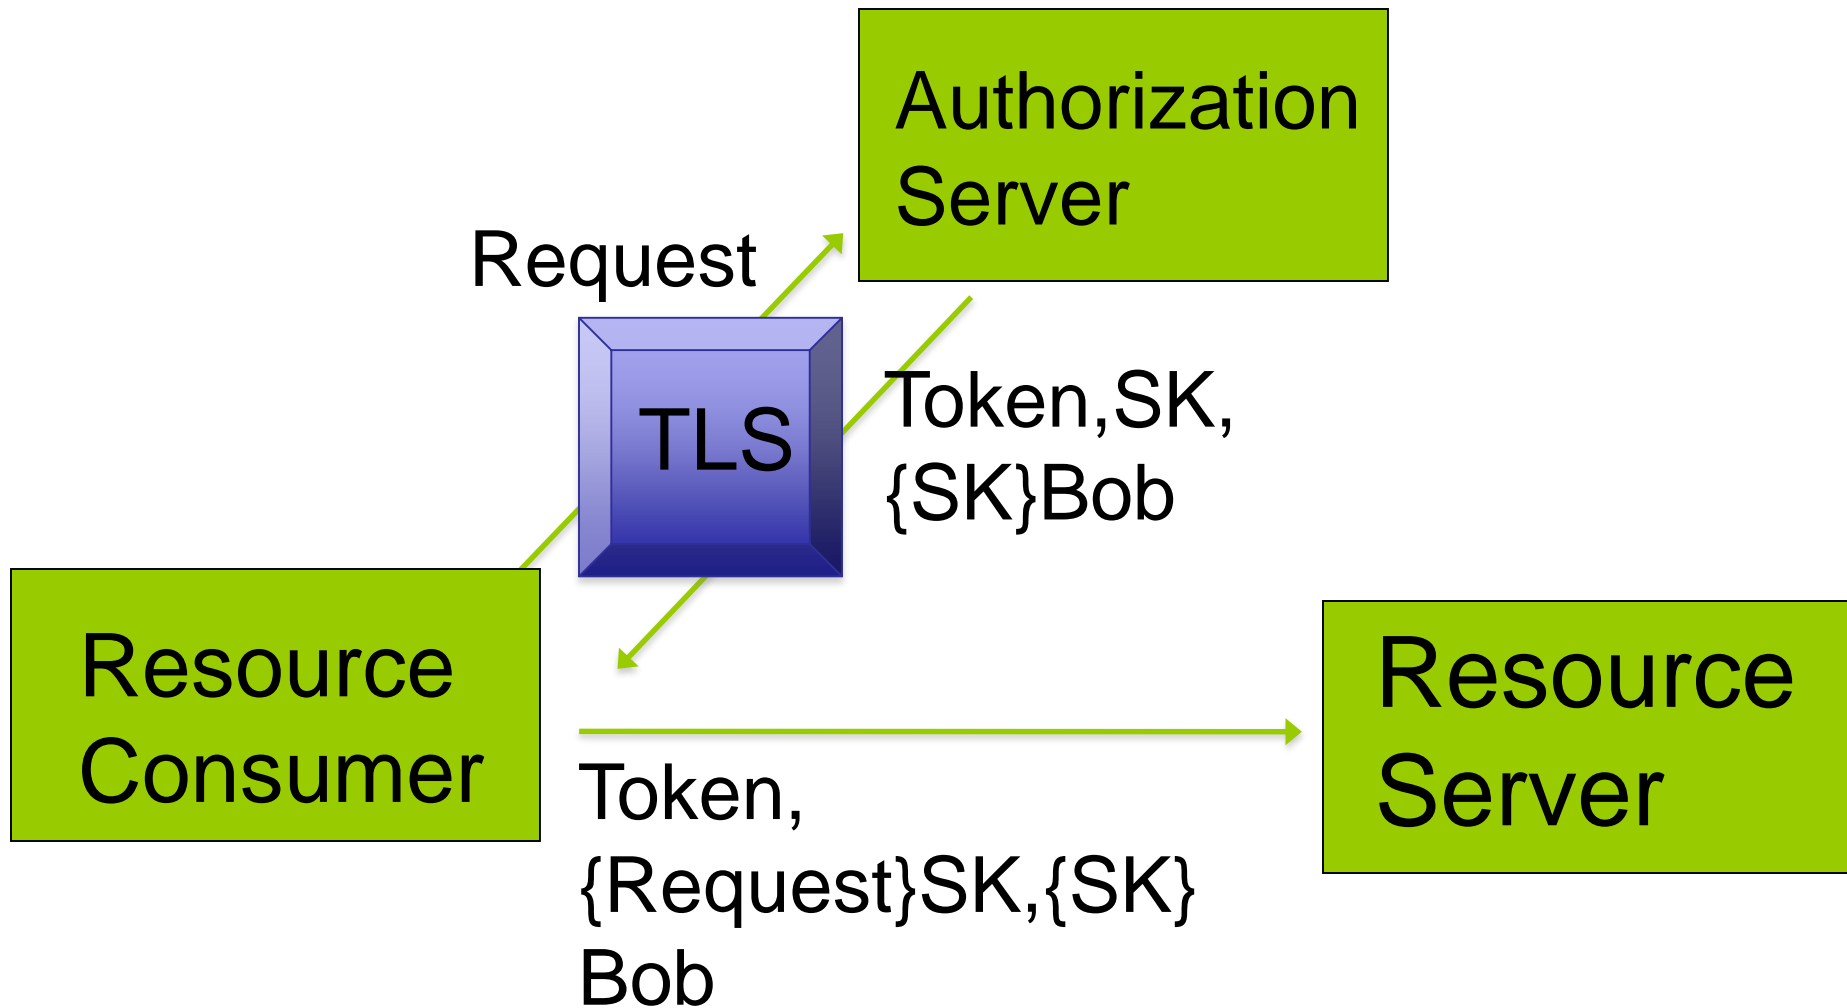 Authorization
Server
Request
TLS
Token,SK,
{SK}Bob
Resource
Consumer
Resource
Server
Token,
{Request}SK,{SK}
Bob